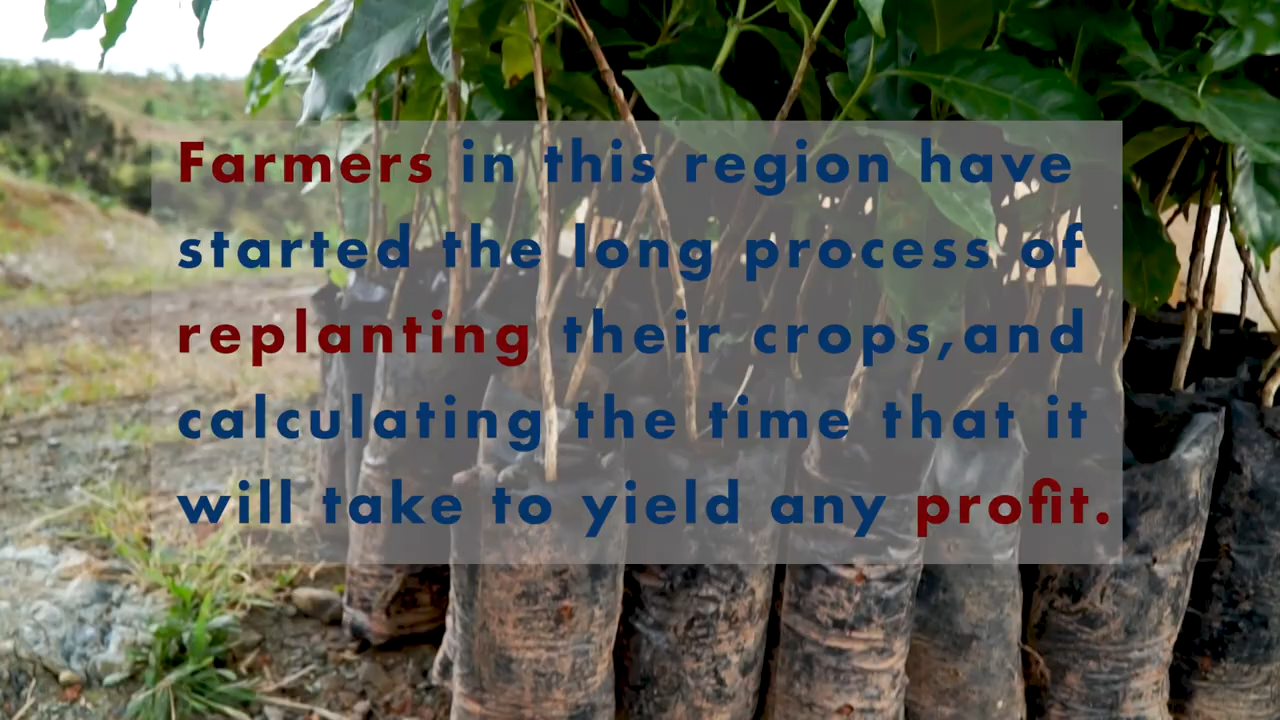 Farmers in this region have
started the long process of
replanting their crops,and
calculating the time that it
will take to yield any profit.